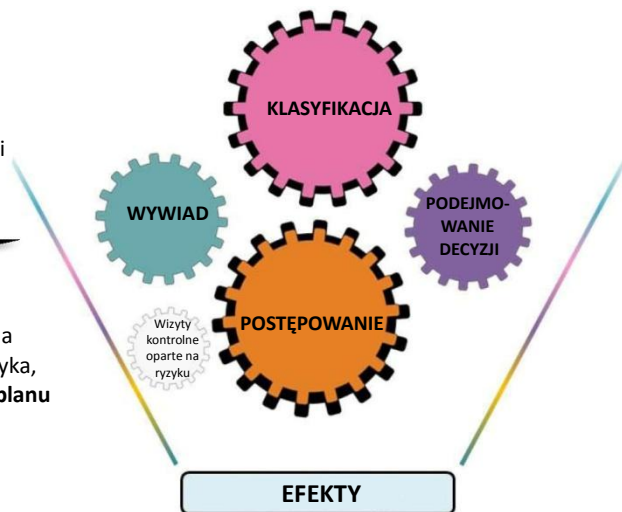 KLASYFIKACJA
i
WYWIAD
PODEJMO-
WANIE
DECYZJI
Wizyty
kontrolne
oparte na
ryzyku
POSTĘPOWANIE
a
yka,
planu
EFEKTY